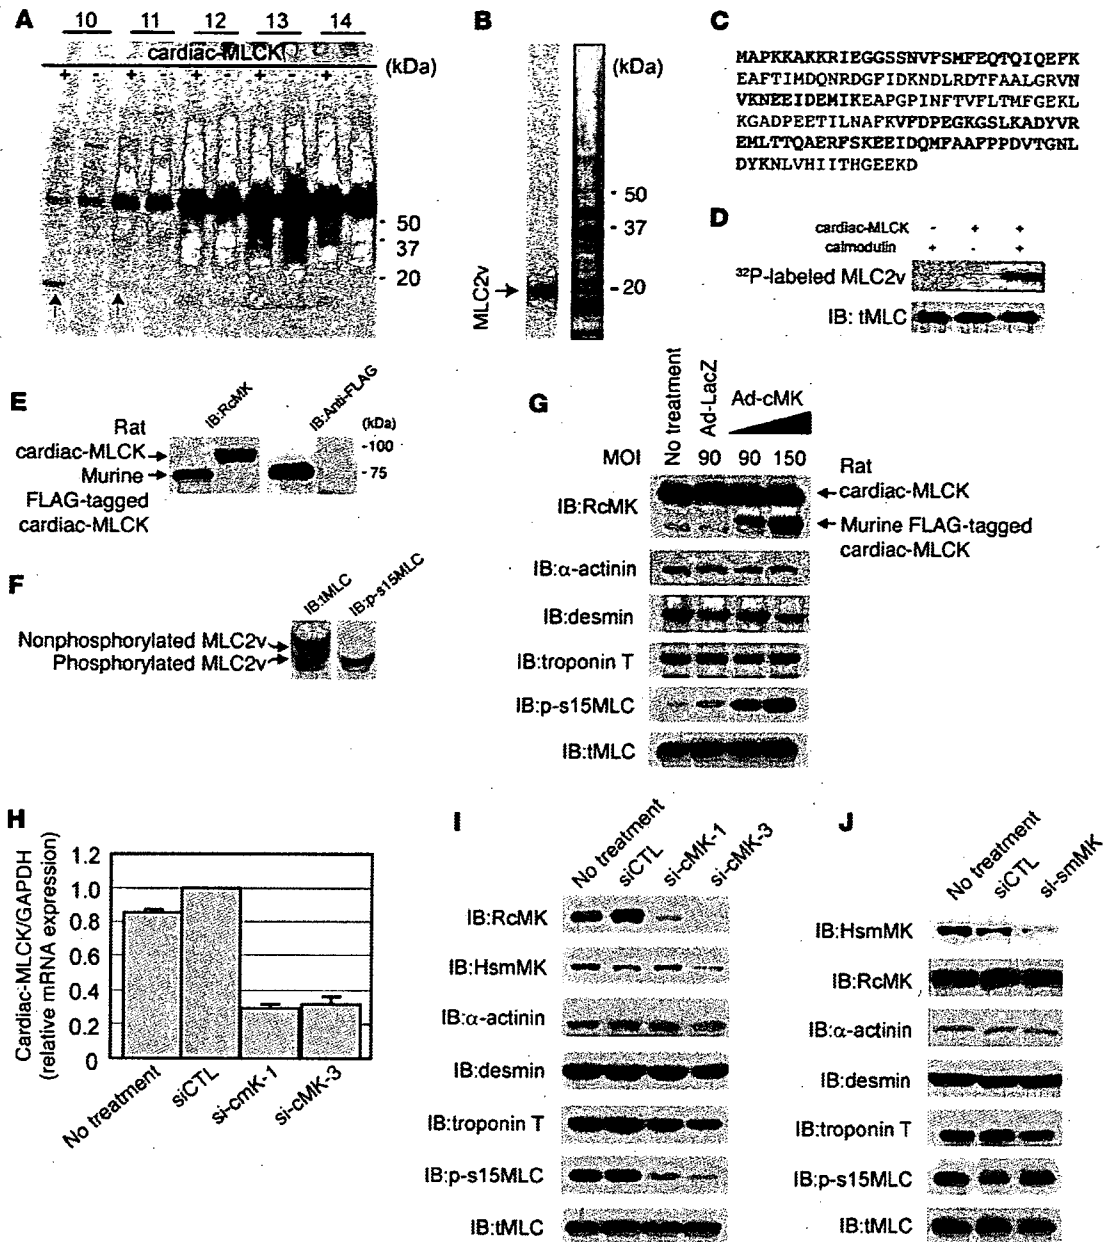 A
10 11 12 13 14
cardiac-MLCK
+ - + - + - + - + -
(kDa)
50
37
20
B
(kDa)
50
37
20
MLC2v
C
MAPKKAKKRIEGGSSNVFSMFEQTQIQEFK
EAFTIMDQNRDGFIDKNDLRDTFAALGRVN
VKNEEIDEMIKEAPGPINFTVFLTMFGEKL
KGADPEETILNAFKVFDPEGKGSLKADYVR
EMLTTQAERFSKEEIDQMFAAFPPDVTGNL
DYKNLVHIITHGEEKD
D
cardiac-MLCK - + +
calmodulin + - +
32P-labeled MLC2v
IB: tMLC
E
IB:RcMK
IB:Anti-FLAG
(kDa)
Rat
cardiac-MLCK
Murine
FLAG-tagged
cardiac-MLCK
100
75
F
IB:tMLC
IB:p-s15MLC
Nonphosphorylated MLC2v
Phosphorylated MLC2v
G
No treatment
Ad-LacZ
Ad-cMK
MOI 90 90 150
IB:RcMK
Rat
cardiac-MLCK
Murine FLAG-tagged
cardiac-MLCK
IB:α-actinin
IB:desmin
IB:troponin T
IB:p-s15MLC
IB:tMLC
H
Cardiac-MLCK/GAPDH
(relative mRNA expression)
1.2
1.0
0.8
0.6
0.4
0.2
0
No treatment
siCTL
si-cmK-1
si-cMK-3
I
No treatment
siCTL
si-cMK-1
si-cMK-3
IB:RcMK
IB:HsmMK
IB:α-actinin
IB:desmin
IB:troponin T
IB:p-s15MLC
IB:tMLC
J
No treatment
siCTL
si-smMK
IB:HsmMK
IB:RcMK
IB:α-actinin
IB:desmin
IB:troponin T
IB:p-s15MLC
IB:tMLC